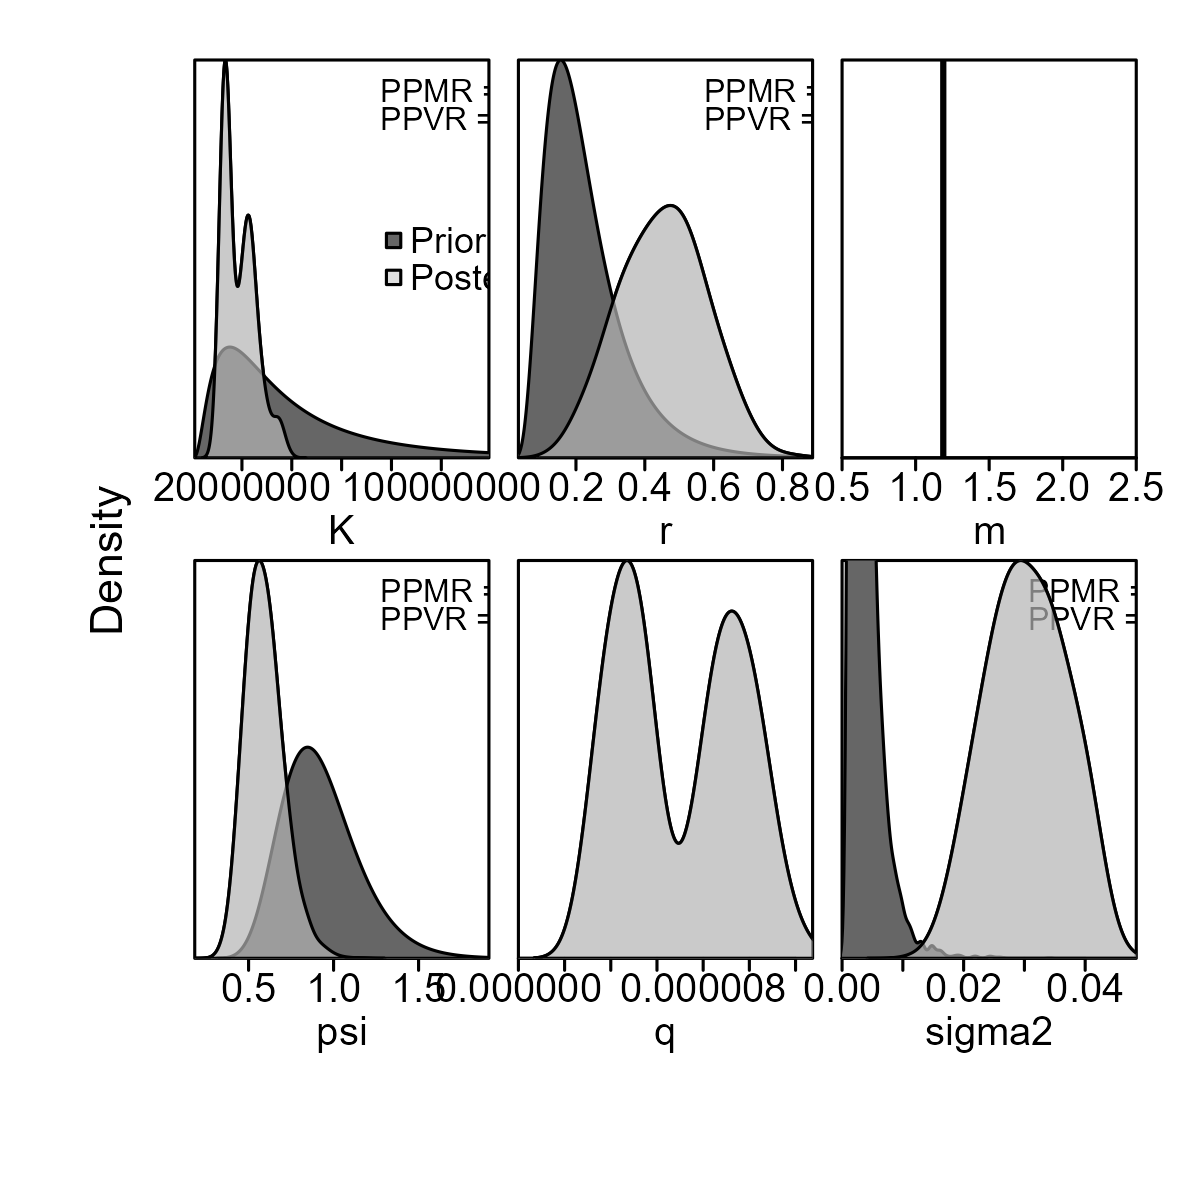 PPMR =
PPVR =
Prior
Poste
20000000 100000000
K
PPMR =
PPVR =
0.2 0.4 0.6 0.8
r
0.5 1.0 1.5 2.0 2.5
m
Density
PPMR =
PPVR =
0.5 1.0 1.5
psi
0.000000 0.000008
q
PPMR =
PPVR =
0.00 0.02 0.04
sigma2